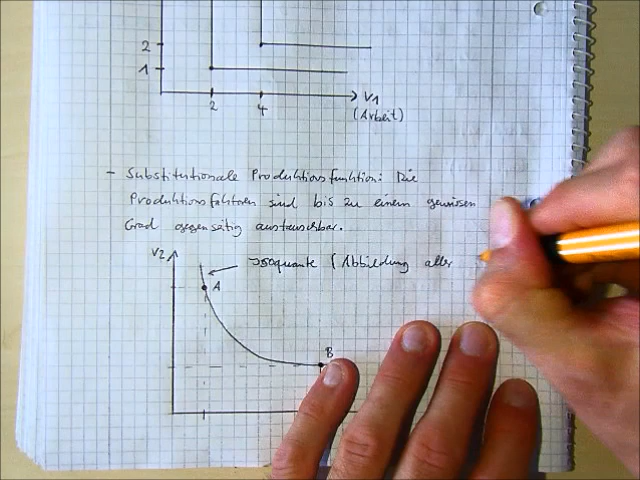 2
1
2 4
V1
(Arbeit)
- Substitutionale Produktionsfunktion: Die
Produktionsfaktoren sind bis zu einem gewissen
Grad gegenseitig austauschbar.
V2
Isoquante (Abbildung aller
A
B